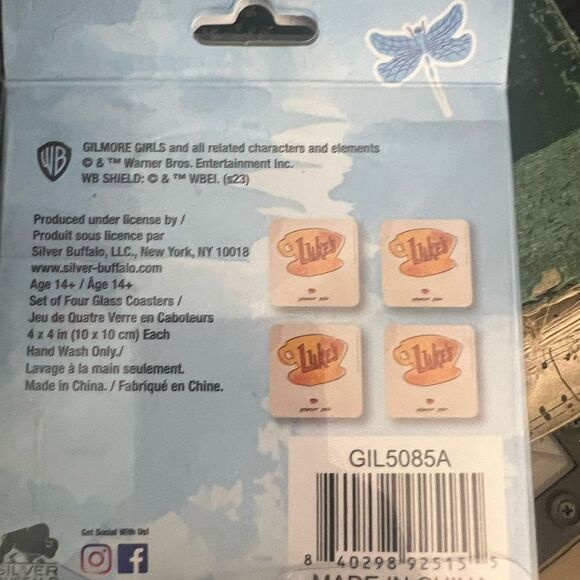 WB
GILMORE GIRLS and all related characters and elements
© & ™ Warner Bros. Entertainment Inc.
WB SHIELD: © & ™ WBEI. (s23)
Produced under license by /
Produit sous licence par
Silver Buffalo, LLC., New York, NY 10018
www.silver-buffalo.com
Age 14+ / Âge 14+
Set of Four Glass Coasters /
Jeu de Quatre Verre en Caboteurs
4 x 4 in (10 x 10 cm) Each
Hand Wash Only./
Lavage à la main seulement.
Made in China. / Fabriqué en Chine.
Luke's
Luke's
Luke's
Luke's
GIL5085A
8 40298 92515 5
MADE IN
Get Social With Us!
SILVER